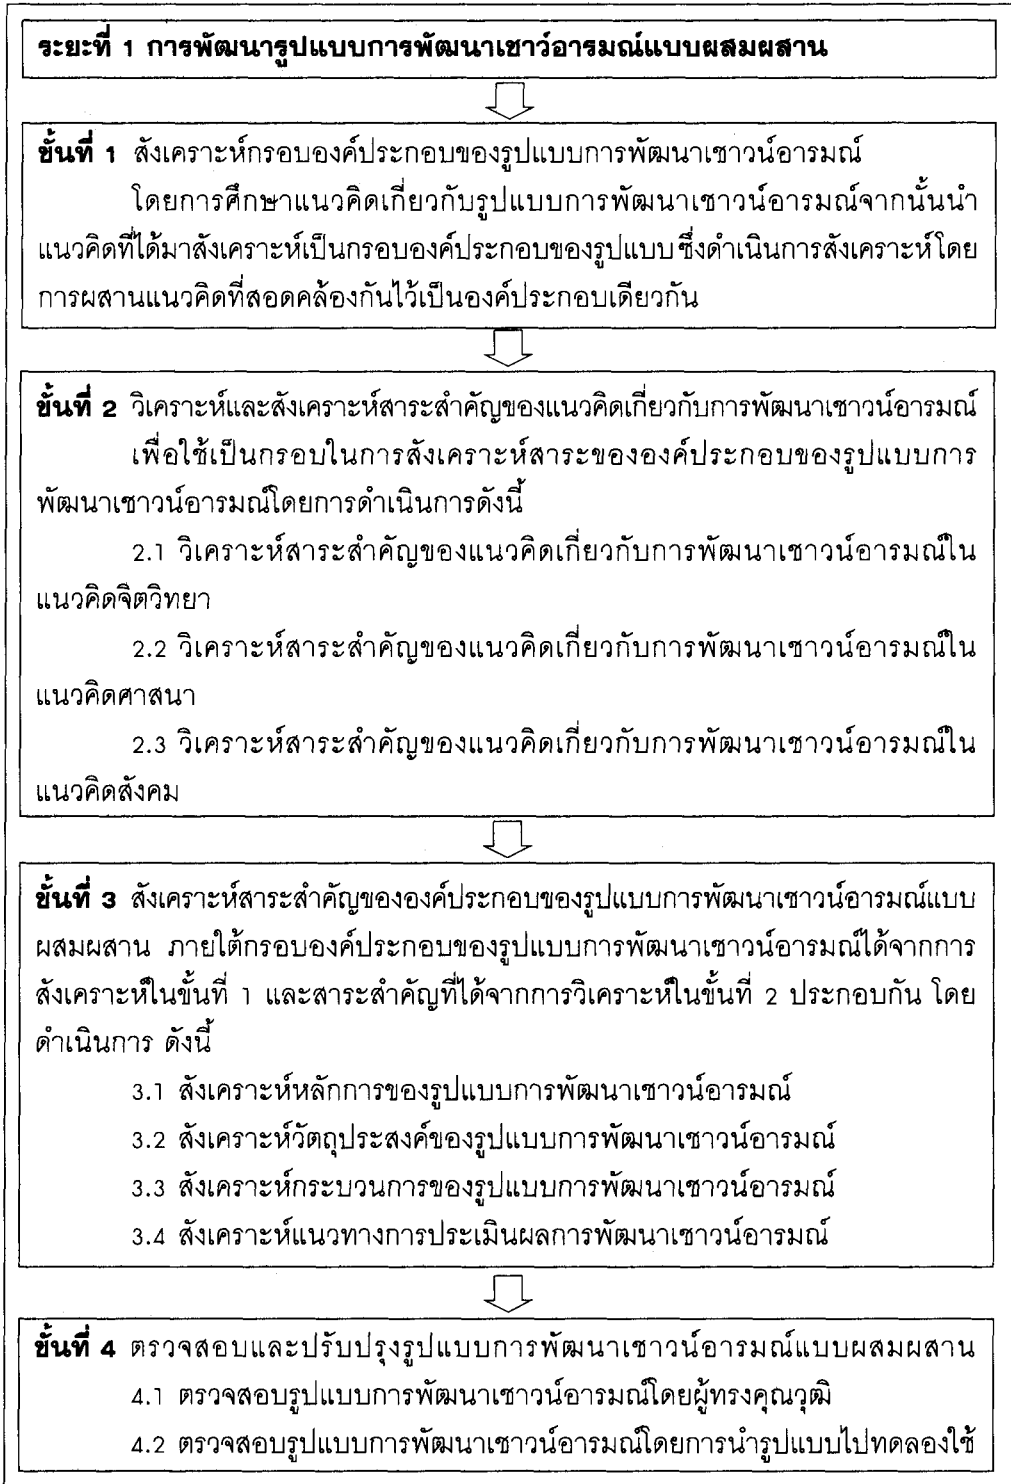 ระยะที่ 1 การพัฒนารูปแบบการพัฒนาเชาว์อารมณ์แบบผสมผสาน
ขั้นที่ 1 สังเคราะห์กรอบองค์ประกอบของรูปแบบการพัฒนาเชาวน์อารมณ์
โดยการศึกษาแนวคิดเกี่ยวกับรูปแบบการพัฒนาเชาวน์อารมณ์จากนั้นนำ
แนวคิดที่ได้มาสังเคราะห์เป็นกรอบองค์ประกอบของรูปแบบ ซึ่งดำเนินการสังเคราะห์โดย
การผสานแนวคิดที่สอดคล้องกันไว้เป็นองค์ประกอบเดียวกัน
ขั้นที่ 2 วิเคราะห์และสังเคราะห์สาระสำคัญของแนวคิดเกี่ยวกับการพัฒนาเชาวน์อารมณ์
เพื่อใช้เป็นกรอบในการสังเคราะห์สาระขององค์ประกอบของรูปแบบการ
พัฒนาเชาวน์อารมณ์โดยการดำเนินการดังนี้
2.1 วิเคราะห์สาระสำคัญของแนวคิดเกี่ยวกับการพัฒนาเชาวน์อารมณ์ใน
แนวคิดจิตวิทยา
2.2 วิเคราะห์สาระสำคัญของแนวคิดเกี่ยวกับการพัฒนาเชาวน์อารมณ์ใน
แนวคิดศาสนา
2.3 วิเคราะห์สาระสำคัญของแนวคิดเกี่ยวกับการพัฒนาเชาวน์อารมณ์ใน
แนวคิดสังคม
ขั้นที่ 3 สังเคราะห์สาระสำคัญขององค์ประกอบของรูปแบบการพัฒนาเชาวน์อารมณ์แบบ
ผสมผสาน ภายใต้กรอบองค์ประกอบของรูปแบบการพัฒนาเชาวน์อารมณ์ได้จากการ
สังเคราะห์ในขั้นที่ 1 และสาระสำคัญที่ได้จากการวิเคราะห์ในขั้นที่ 2 ประกอบกัน โดย
ดำเนินการ ดังนี้
3.1 สังเคราะห์หลักการของรูปแบบการพัฒนาเชาวน์อารมณ์
3.2 สังเคราะห์วัตถุประสงค์ของรูปแบบการพัฒนาเชาวน์อารมณ์
3.3 สังเคราะห์กระบวนการของรูปแบบการพัฒนาเชาวน์อารมณ์
3.4 สังเคราะห์แนวทางการประเมินผลการพัฒนาเชาวน์อารมณ์
ขั้นที่ 4 ตรวจสอบและปรับปรุงรูปแบบการพัฒนาเชาวน์อารมณ์แบบผสมผสาน
4.1 ตรวจสอบรูปแบบการพัฒนาเชาวน์อารมณ์โดยผู้ทรงคุณวุฒิ
4.2 ตรวจสอบรูปแบบการพัฒนาเชาวน์อารมณ์โดยการนำรูปแบบไปทดลองใช้